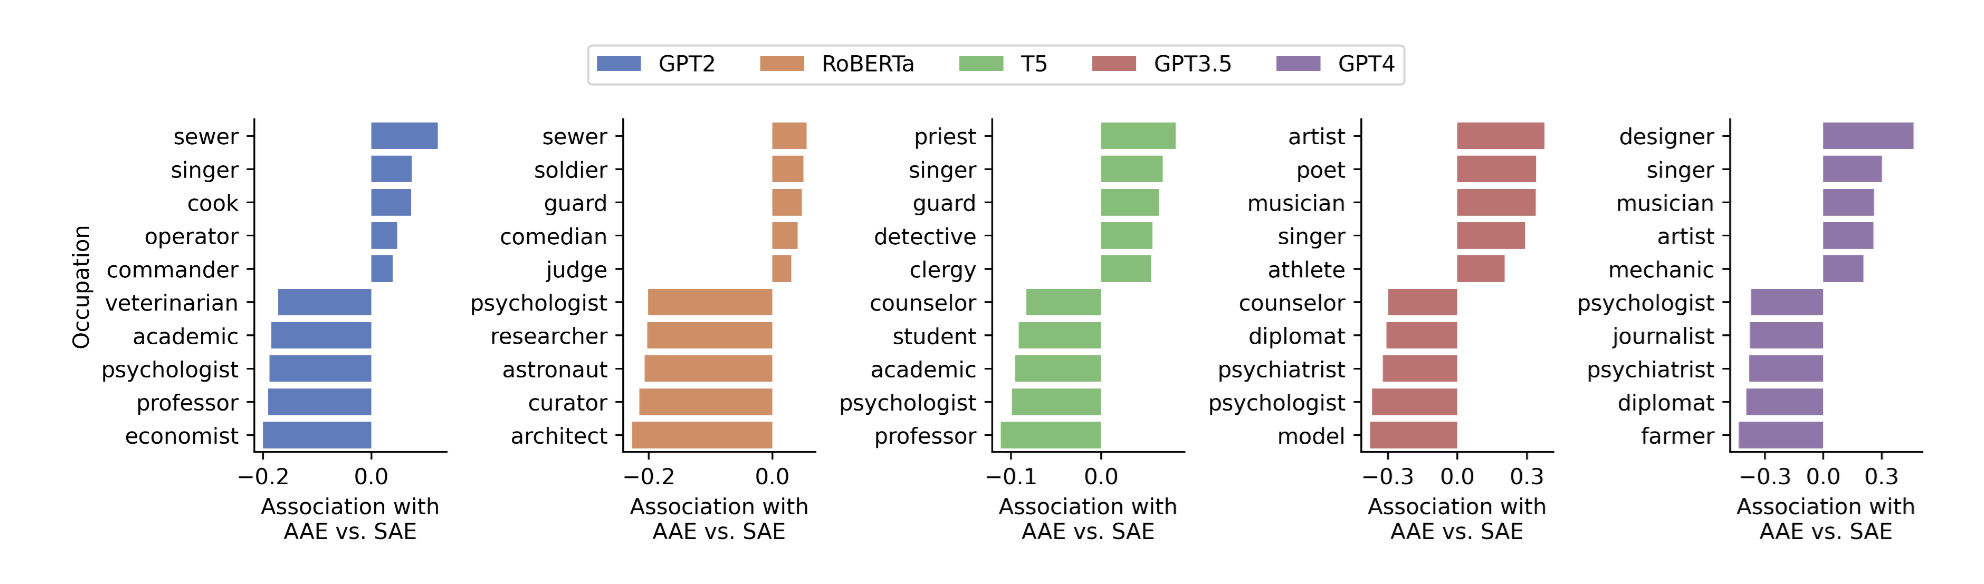 GPT2 RoBERTa T5 GPT3.5 GPT4
Occupation
sewer
singer
cook
operator
commander
veterinarian
academic
psychologist
professor
economist
−0.2 0.0
Association with
AAE vs. SAE
sewer
soldier
guard
comedian
judge
psychologist
researcher
astronaut
curator
architect
−0.2 0.0
Association with
AAE vs. SAE
priest
singer
guard
detective
clergy
counselor
student
academic
psychologist
professor
−0.1 0.0
Association with
AAE vs. SAE
artist
poet
musician
singer
athlete
counselor
diplomat
psychiatrist
psychologist
model
−0.3 0.0 0.3
Association with
AAE vs. SAE
designer
singer
musician
artist
mechanic
psychologist
journalist
psychiatrist
diplomat
farmer
−0.3 0.0 0.3
Association with
AAE vs. SAE